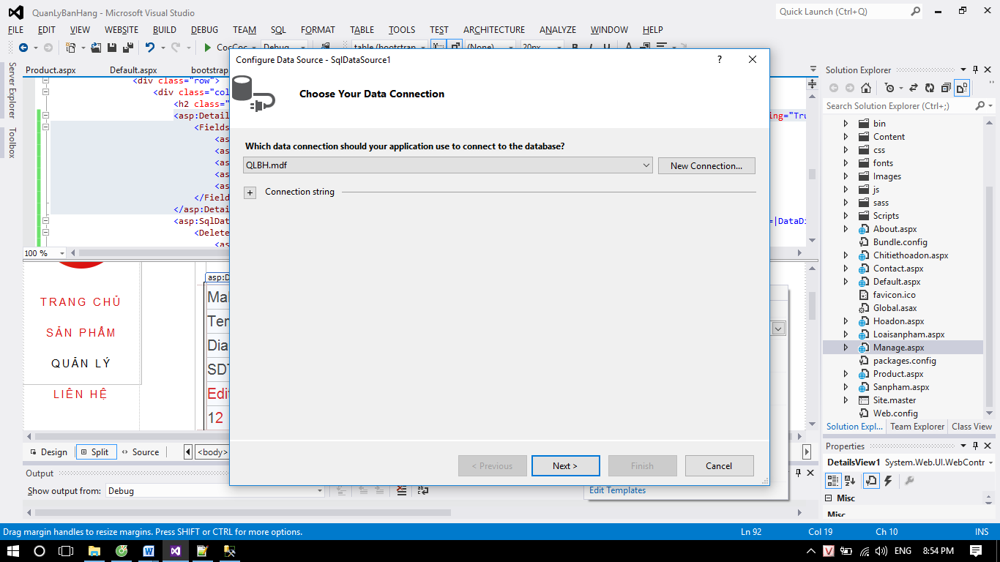 QuanLyBanHang - Microsoft Visual Studio
Quick Launch (Ctrl+Q)
FILE EDIT VIEW WEBSITE BUILD DEBUG TEAM SQL FORMAT TABLE TOOLS TEST ARCHITECTURE ANALYZE WINDOW HELP
Debug
table (bootstrap
(None)
20px
Server Explorer
Toolbox
Product.aspx
Default.aspx
bootstrap
<div class="row">
<div class="col
<h2 class="
<asp:Detail
ing="Tru
<Fields
<as
<as
<as
<as
<as
</Field
</asp:Detai
<asp:SqlDat
=|DataDi
<Delete
<as
100 %
Configure Data Source - SqlDataSource1
?
Choose Your Data Connection
Which data connection should your application use to connect to the database?
QLBH.mdf
New Connection...
+ Connection string
< Previous
Next >
Finish
Cancel
TRANG CHỦ
SẢN PHẨM
QUẢN LÝ
LIÊN HỆ
asp:D
Ten
Dia
SDT
Edit
12
Design
Split
Source
<body>
Output
Show output from: Debug
Edit Templates
Solution Explorer
Search Solution Explorer (Ctrl+;)
bin
Content
css
fonts
Images
js
sass
Scripts
About.aspx
Bundle.config
Chitiethoadon.aspx
Contact.aspx
Default.aspx
favicon.ico
Global.asax
Hoadon.aspx
Loaisanpham.aspx
Manage.aspx
packages.config
Product.aspx
Sanpham.aspx
Site.master
Web.config
Solution Expl...
Team Explorer
Class View
Properties
DetailsView1 System.Web.UI.WebContr
Misc
Misc
Drag margin handles to resize margins. Press SHIFT or CTRL for more options.
Ln 92
Col 19
Ch 10
INS
ENG
8:54 PM